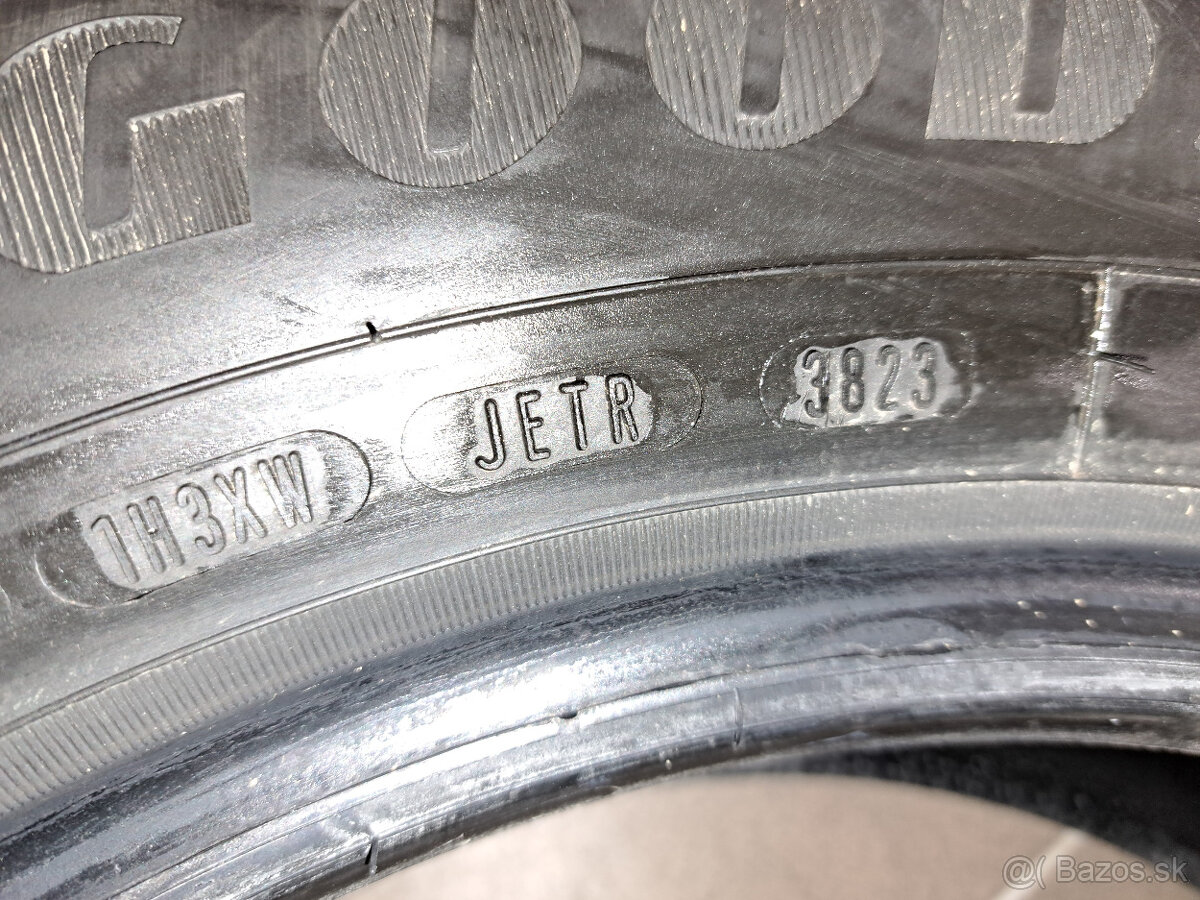 GOOD
1H3XW JETR 3823
@( Bazos.sk